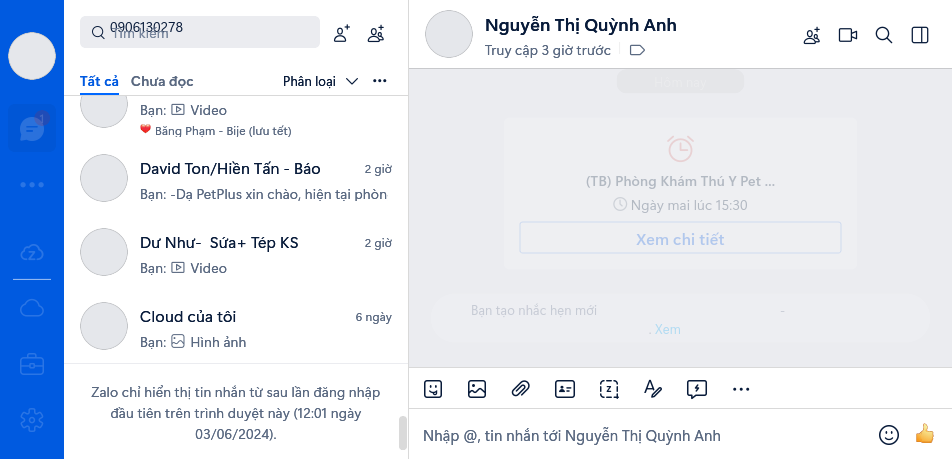 0906130278
Tìm kiếm
Tất cả
Chưa đọc
Phân loại
Bạn: Video
Băng Phạm - Bije (lưu tết)
David Ton/Hiền Tấn - Báo
2 giờ
Bạn: -Dạ PetPlus xin chào, hiện tại phòn
Dư Như- Sứa+ Tép KS
2 giờ
Bạn: Video
Cloud của tôi
6 ngày
Bạn: Hình ảnh
Zalo chỉ hiển thị tin nhắn từ sau lần đăng nhập
đầu tiên trên trình duyệt này (12:01 ngày
03/06/2024).
Nguyễn Thị Quỳnh Anh
Truy cập 3 giờ trước
(TB) Phòng Khám Thú Y Pet ...
Ngày mai lúc 15:30
Xem chi tiết
Bạn tạo nhắc hẹn mới -
. Xem
Nhập @, tin nhắn tới Nguyễn Thị Quỳnh Anh